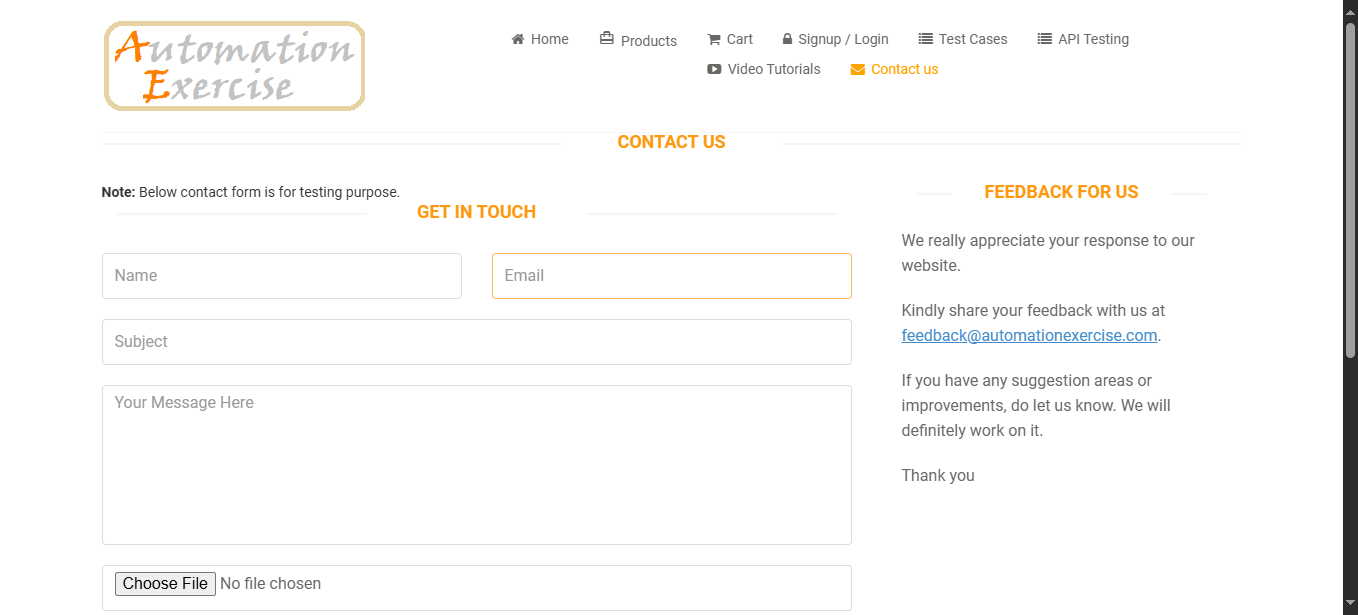 Automation
Exercise
Home
Products
Cart
Signup / Login
Test Cases
API Testing
Video Tutorials
Contact us
CONTACT US
Note: Below contact form is for testing purpose.
GET IN TOUCH
Name
Email
Subject
Your Message Here
Choose File No file chosen
FEEDBACK FOR US
We really appreciate your response to our
website.
Kindly share your feedback with us at
feedback@automationexercise.com.
If you have any suggestion areas or
improvements, do let us know. We will
definitely work on it.
Thank you